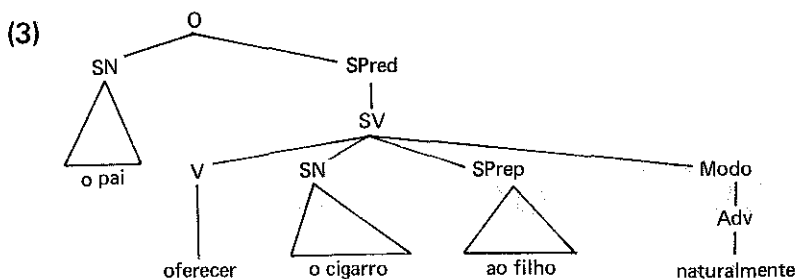 (3)
O
SN SPred
SV
o pai V SN SPrep Modo
Adv
oferecer o cigarro ao filho naturalmente